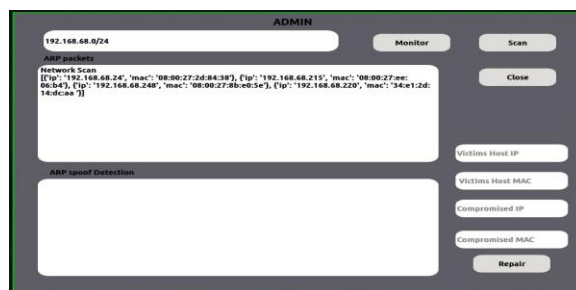 ADMIN
192.168.68.0/24
Monitor
Scan
ARP packets
Network Scan
[{'ip': '192.168.68.24', 'mac': '08:00:27:2d:84:38'}, {'ip': '192.168.68.215', 'mac': '08:00:27:ee:
06:b4'}, {'ip': '192.168.68.248', 'mac': '08:00:27:8b:e0:5e'}, {'ip': '192.168.68.220', 'mac': '34:e1:2d:
14:dc:aa '}]
Close
Victims Host IP
ARP spoof Detection
Victims Host MAC
Compromised IP
Compromised MAC
Repair